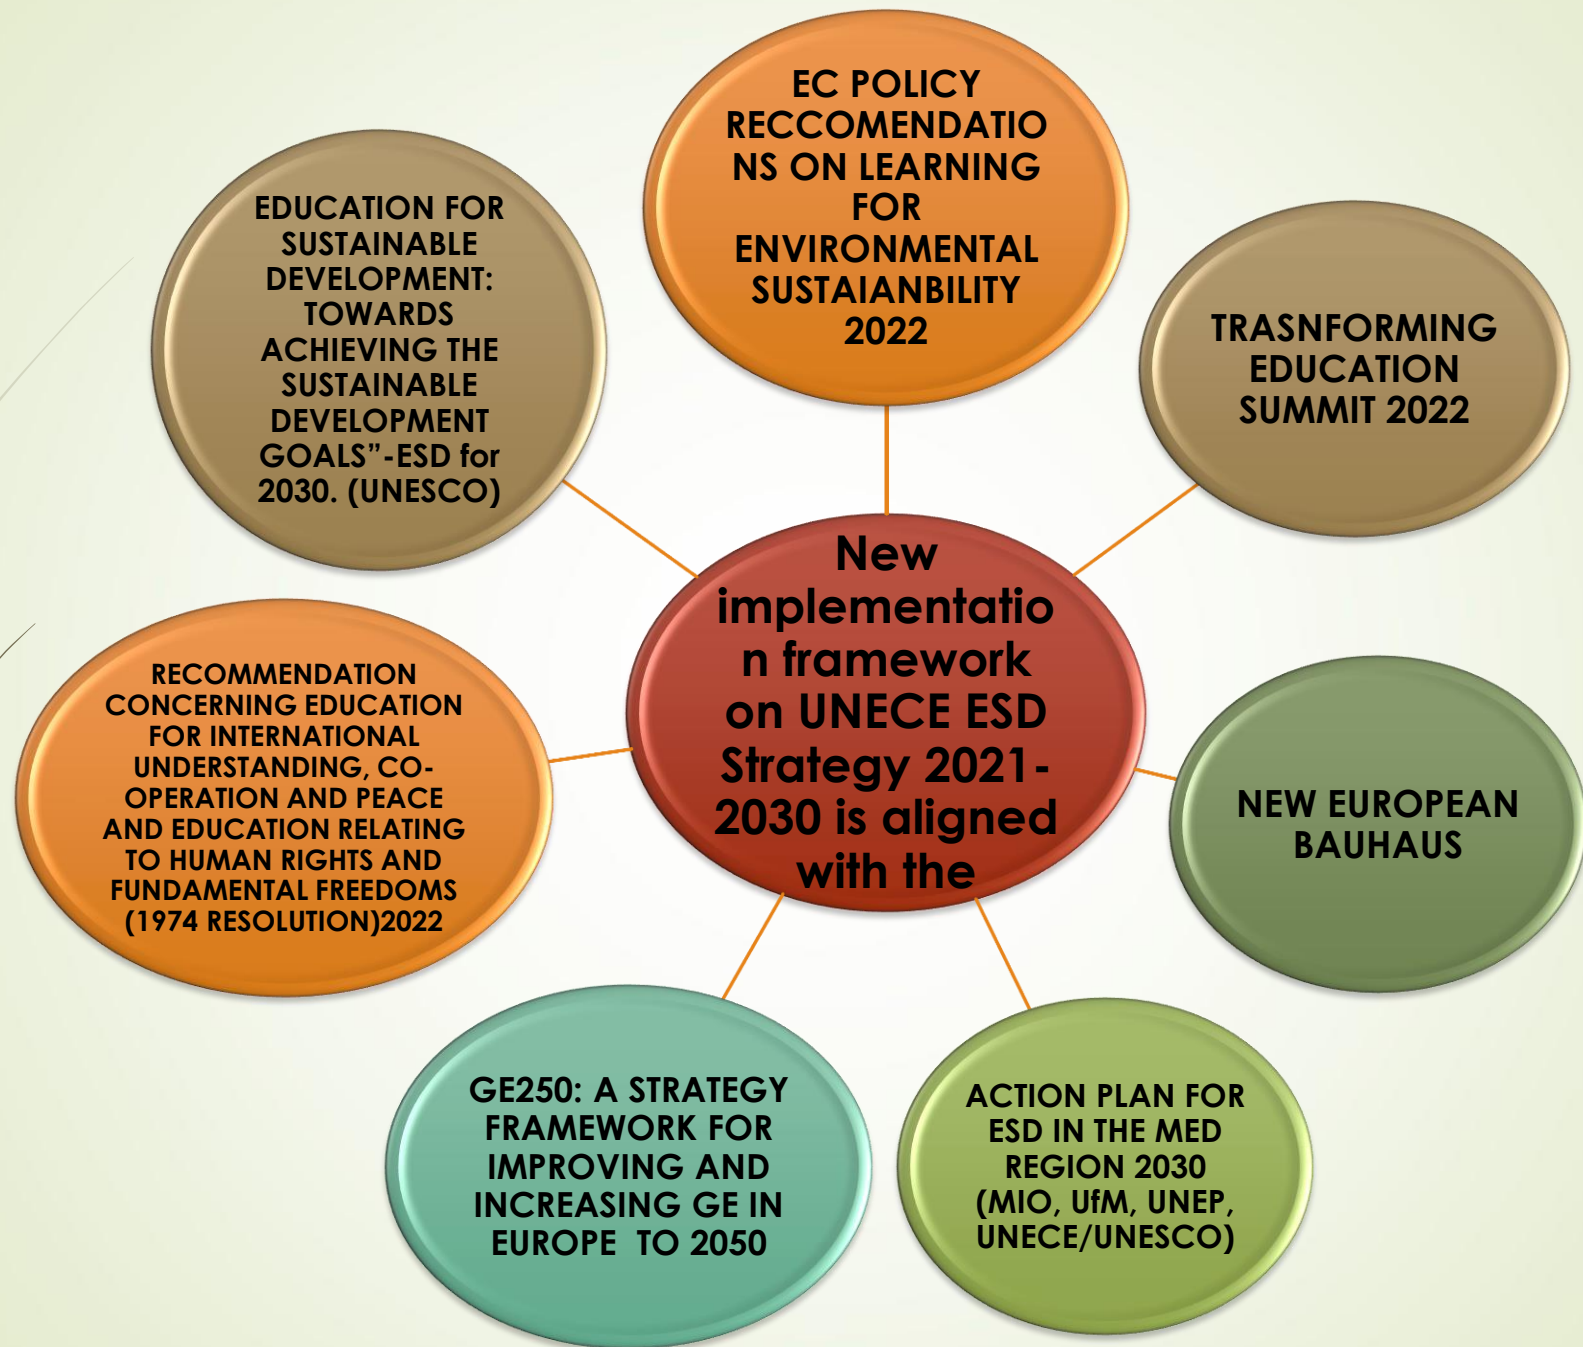 EC POLICY
RECCOMENDATIO
NS ON LEARNING
FOR
ENVIRONMENTAL
SUSTAIANBILITY
2022
TRASNFORMING
EDUCATION
SUMMIT 2022
NEW EUROPEAN
BAUHAUS
ACTION PLAN FOR
ESD IN THE MED
REGION 2030
(MIO, UfM, UNEP,
UNECE/UNESCO)
GE250: A STRATEGY
FRAMEWORK FOR
IMPROVING AND
INCREASING GE IN
EUROPE TO 2050
RECOMMENDATION
CONCERNING EDUCATION
FOR INTERNATIONAL
UNDERSTANDING, CO-
OPERATION AND PEACE
AND EDUCATION RELATING
TO HUMAN RIGHTS AND
FUNDAMENTAL FREEDOMS
(1974 RESOLUTION)2022
EDUCATION FOR
SUSTAINABLE
DEVELOPMENT:
TOWARDS
ACHIEVING THE
SUSTAINABLE
DEVELOPMENT
GOALS”-ESD for
2030. (UNESCO)
New
implementatio
n framework
on UNECE ESD
Strategy 2021-
2030 is aligned
with the